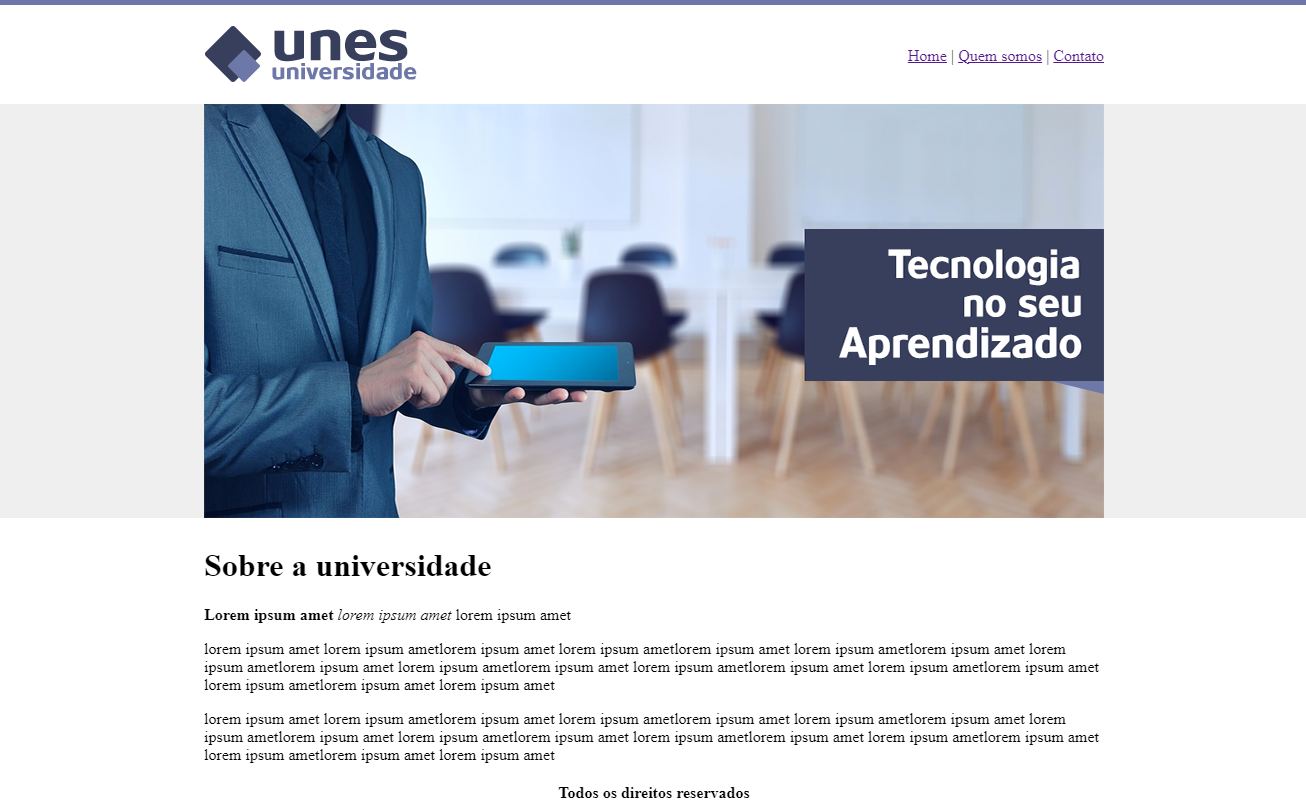 unes
universidade
Home | Quem somos | Contato
Tecnologia
no seu
Aprendizado
Sobre a universidade
Lorem ipsum amet lorem ipsum amet lorem ipsum amet
lorem ipsum amet lorem ipsum ametlorem ipsum amet lorem ipsum ametlorem ipsum amet lorem ipsum ametlorem ipsum amet lorem
ipsum ametlorem ipsum amet lorem ipsum ametlorem ipsum amet lorem ipsum ametlorem ipsum amet lorem ipsum ametlorem ipsum amet
lorem ipsum ametlorem ipsum amet lorem ipsum amet
lorem ipsum amet lorem ipsum ametlorem ipsum amet lorem ipsum ametlorem ipsum amet lorem ipsum ametlorem ipsum amet lorem
ipsum ametlorem ipsum amet lorem ipsum ametlorem ipsum amet lorem ipsum ametlorem ipsum amet lorem ipsum ametlorem ipsum amet
lorem ipsum ametlorem ipsum amet lorem ipsum amet
Todos os direitos reservados